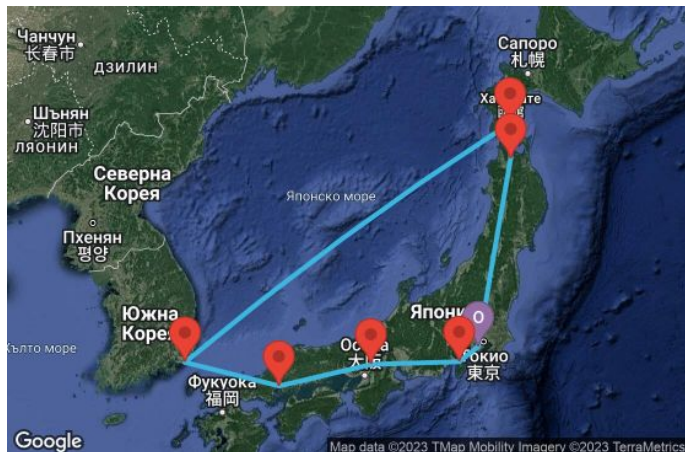 Чанчун
长春市
Сапоро
札幌
ДЗИЛИН
Шънян
沈阳市
ЛЯОНИН
Северна
Корея
Японско море
Пхенян
평양
Южна
Корея
Япония
O
Осака
大阪
Токио
東京
Жълто море
Фукуока
福岡
Google
Map data ©2023 TMap Mobility Imagery ©2023 TerraMetrics